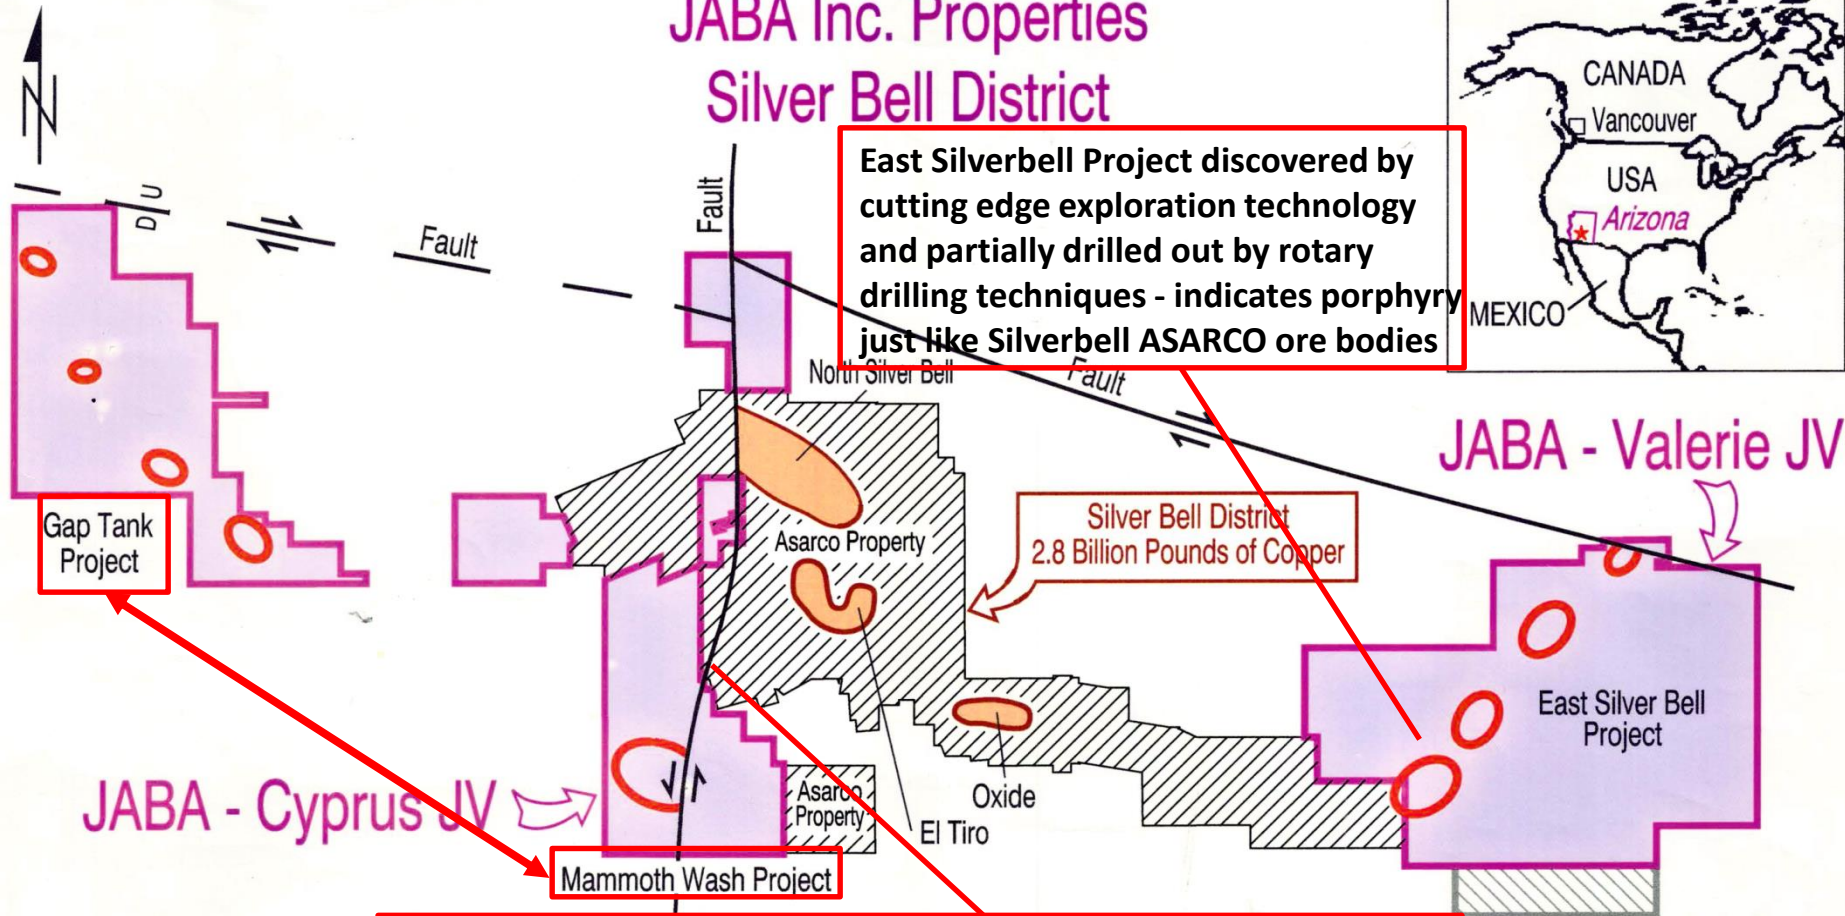 JABA Inc. Properties
Silver Bell District
N
CANADA
Vancouver
USA
Arizona
MEXICO
East Silverbell Project discovered by
cutting edge exploration technology
and partially drilled out by rotary
drilling techniques - indicates porphyry
just like Silverbell ASARCO ore bodies
D U
Fault
Fault
Fault
North Silver Bell
JABA - Valerie JV
Gap Tank
Project
Asarco Property
Silver Bell District
2.8 Billion Pounds of Copper
East Silver Bell
Project
JABA - Cyprus JV
Asarco
Property
Oxide
El Tiro
Mammoth Wash Project